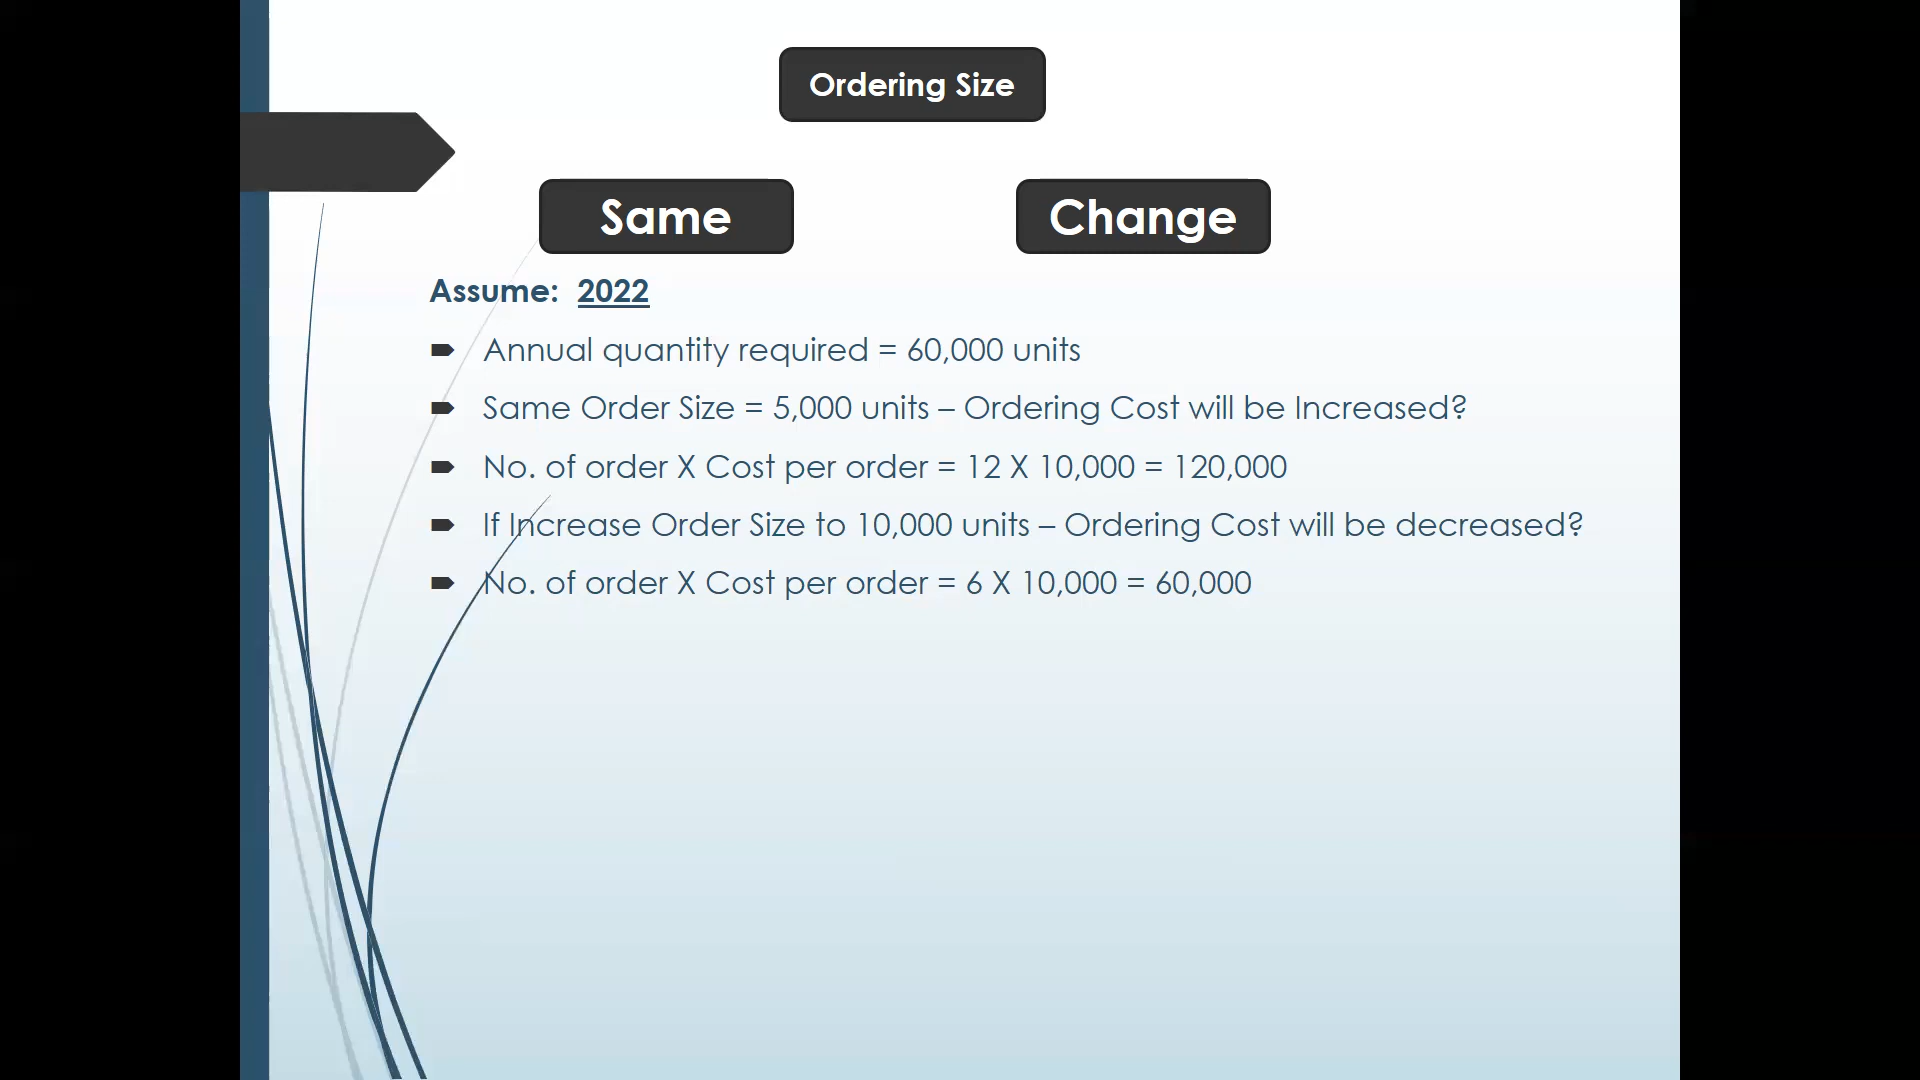 Ordering Size
Same
Change
Assume: 2022
Annual quantity required = 60,000 units
Same Order Size = 5,000 units – Ordering Cost will be Increased?
No. of order X Cost per order = 12 X 10,000 = 120,000
If Increase Order Size to 10,000 units – Ordering Cost will be decreased?
No. of order X Cost per order = 6 X 10,000 = 60,000